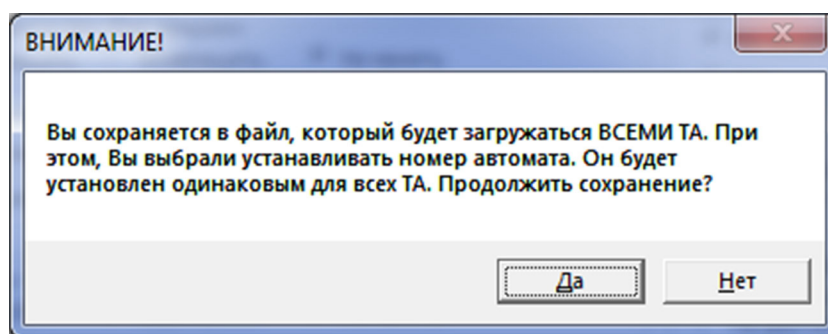 ВНИМАНИЕ!
Вы сохраняется в файл, который будет загружаться ВСЕМИ ТА. При
этом, Вы выбрали устанавливать номер автомата. Он будет
установлен одинаковым для всех ТА. Продолжить сохранение?
Да
Нет